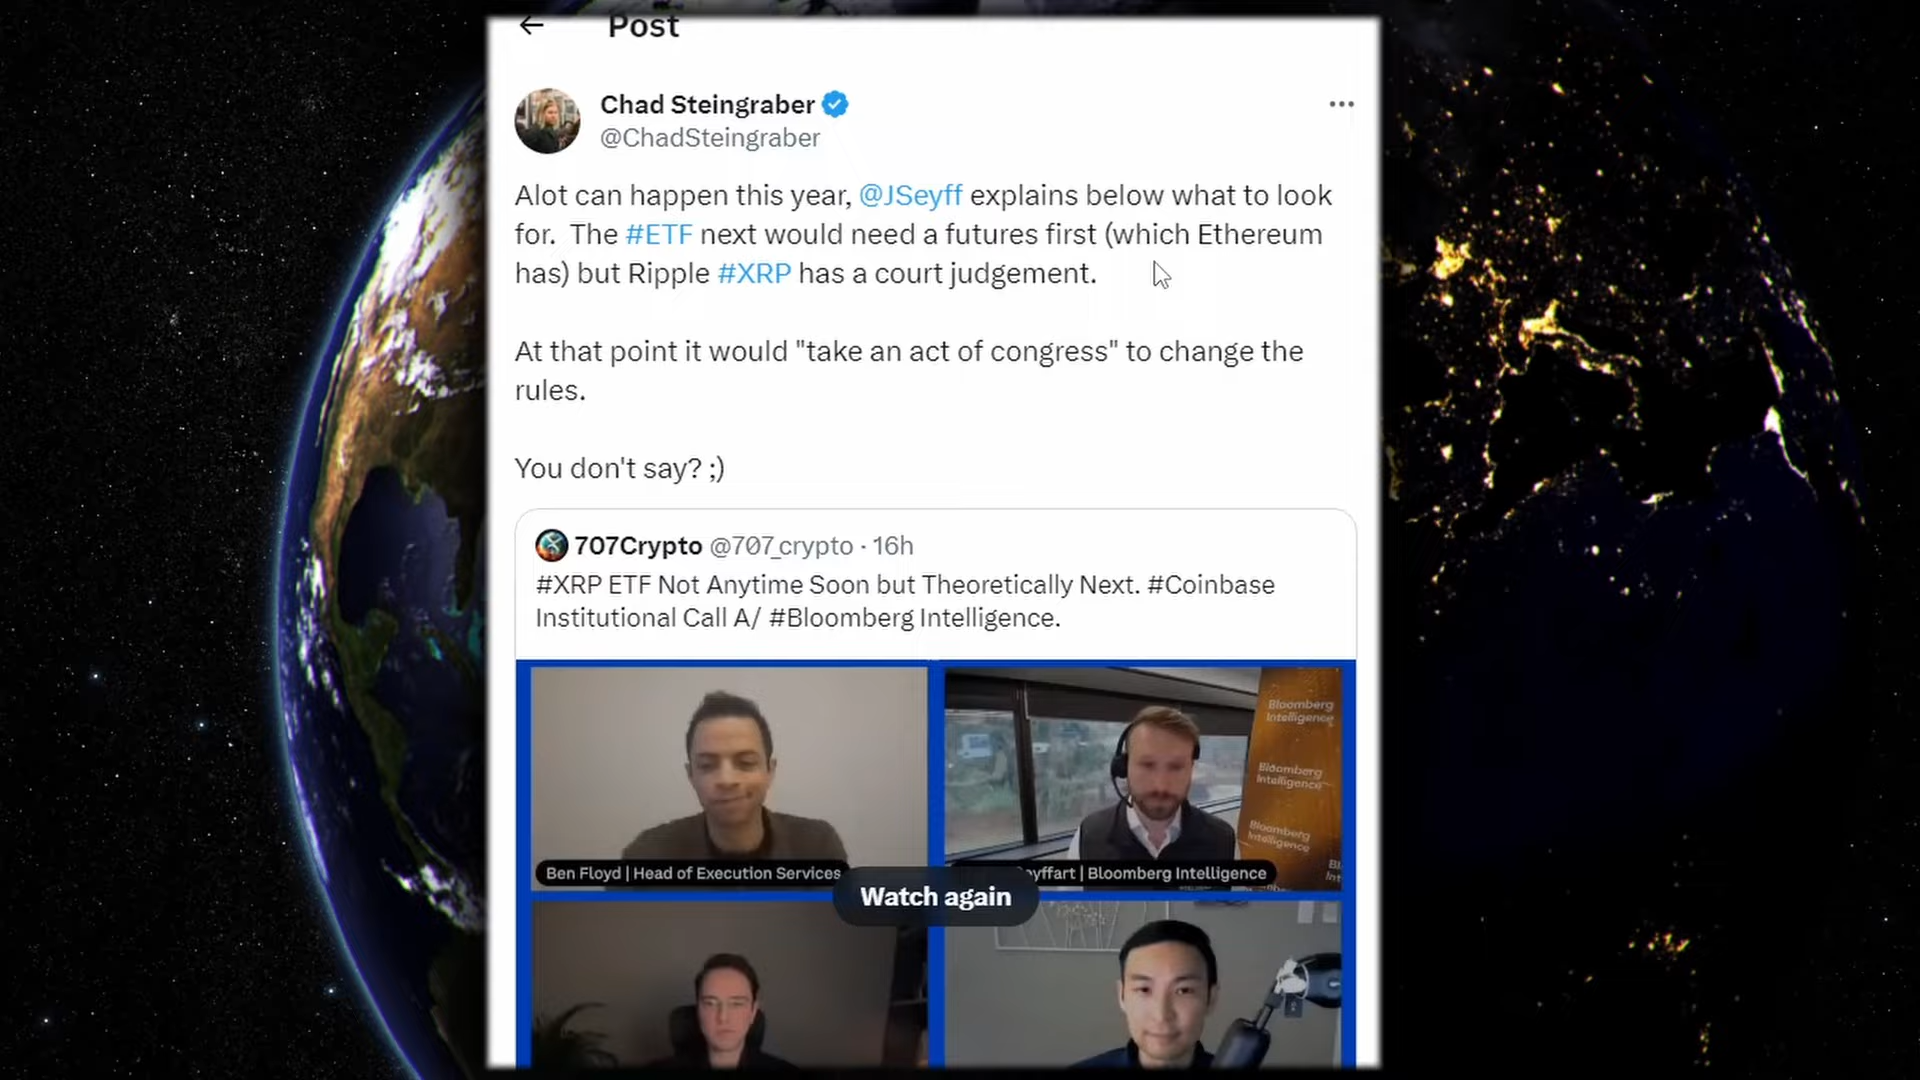 Post
Chad Steingraber
@ChadSteingraber
Alot can happen this year, @JSeyff explains below what to look
for. The #ETF next would need a futures first (which Ethereum
has) but Ripple #XRP has a court judgement.
At that point it would "take an act of congress" to change the
rules.
You don't say? ;)
707Crypto @707_crypto · 16h
#XRP ETF Not Anytime Soon but Theoretically Next. #Coinbase
Institutional Call A/ #Bloomberg Intelligence.
Bloomberg
Intelligence
Bloomberg
Intelligence
Bloomberg
Intelligence
Ben Floyd | Head of Execution Services
yffart | Bloomberg Intelligence
Watch again